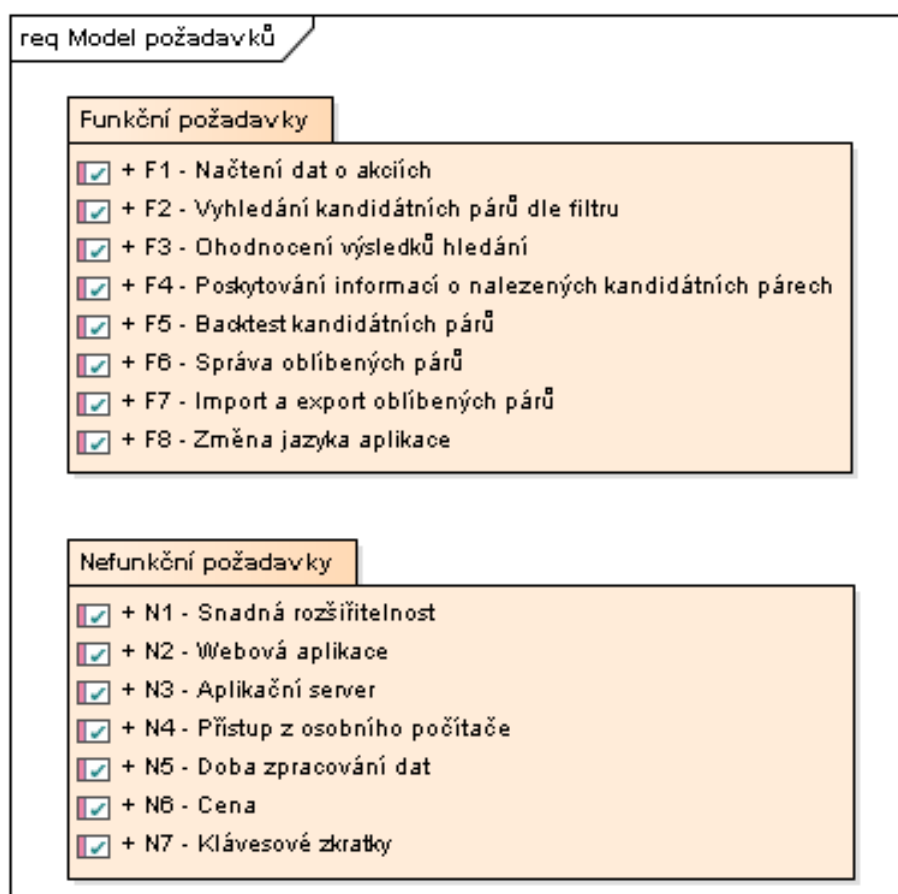 req Model požadavků
Funkční požadavky
+ F1 - Načtení dat o akciích
+ F2 - Vyhledání kandidátních párů dle filtru
+ F3 - Ohodnocení výsledků hledání
+ F4 - Poskytování informací o nalezených kandidátních párech
+ F5 - Backtest kandidátních párů
+ F6 - Správa oblíbených párů
+ F7 - Import a export oblíbených párů
+ F8 - Změna jazyka aplikace
Nefunkční požadavky
+ N1 - Snadná rozšiřitelnost
+ N2 - Webová aplikace
+ N3 - Aplikační server
+ N4 - Přístup z osobního počítače
+ N5 - Doba zpracování dat
+ N6 - Cena
+ N7 - Klávesové zkratky